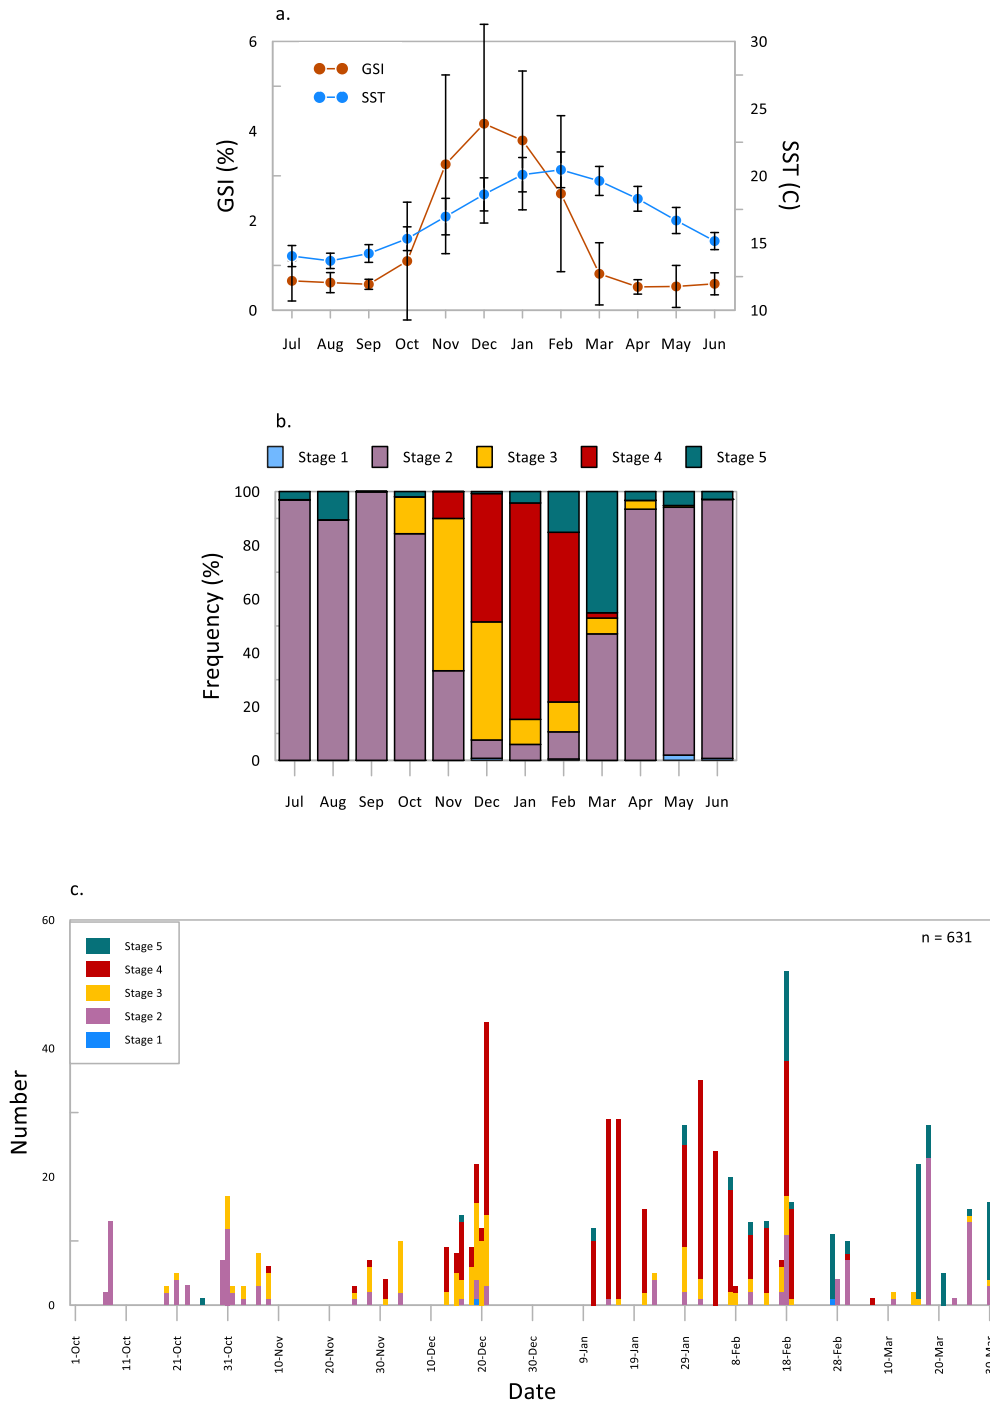 a.
6
30
GSI
SST
25
4
GSI (%)
20
SST (C)
2
15
0
10
Jul Aug Sep Oct Nov Dec Jan Feb Mar Apr May Jun
b.
Stage 1 Stage 2 Stage 3 Stage 4 Stage 5
100
80
60
Frequency (%)
40
20
0
Jul Aug Sep Oct Nov Dec Jan Feb Mar Apr May Jun
c.
60
n = 631
Stage 5
Stage 4
Stage 3
Stage 2
Stage 1
40
Number
20
0
1-Oct 11-Oct 21-Oct 31-Oct 10-Nov 20-Nov 30-Nov 10-Dec 20-Dec 30-Dec 9-Jan 19-Jan 29-Jan 8-Feb 18-Feb 28-Feb 10-Mar 20-Mar 30-Mar
Date